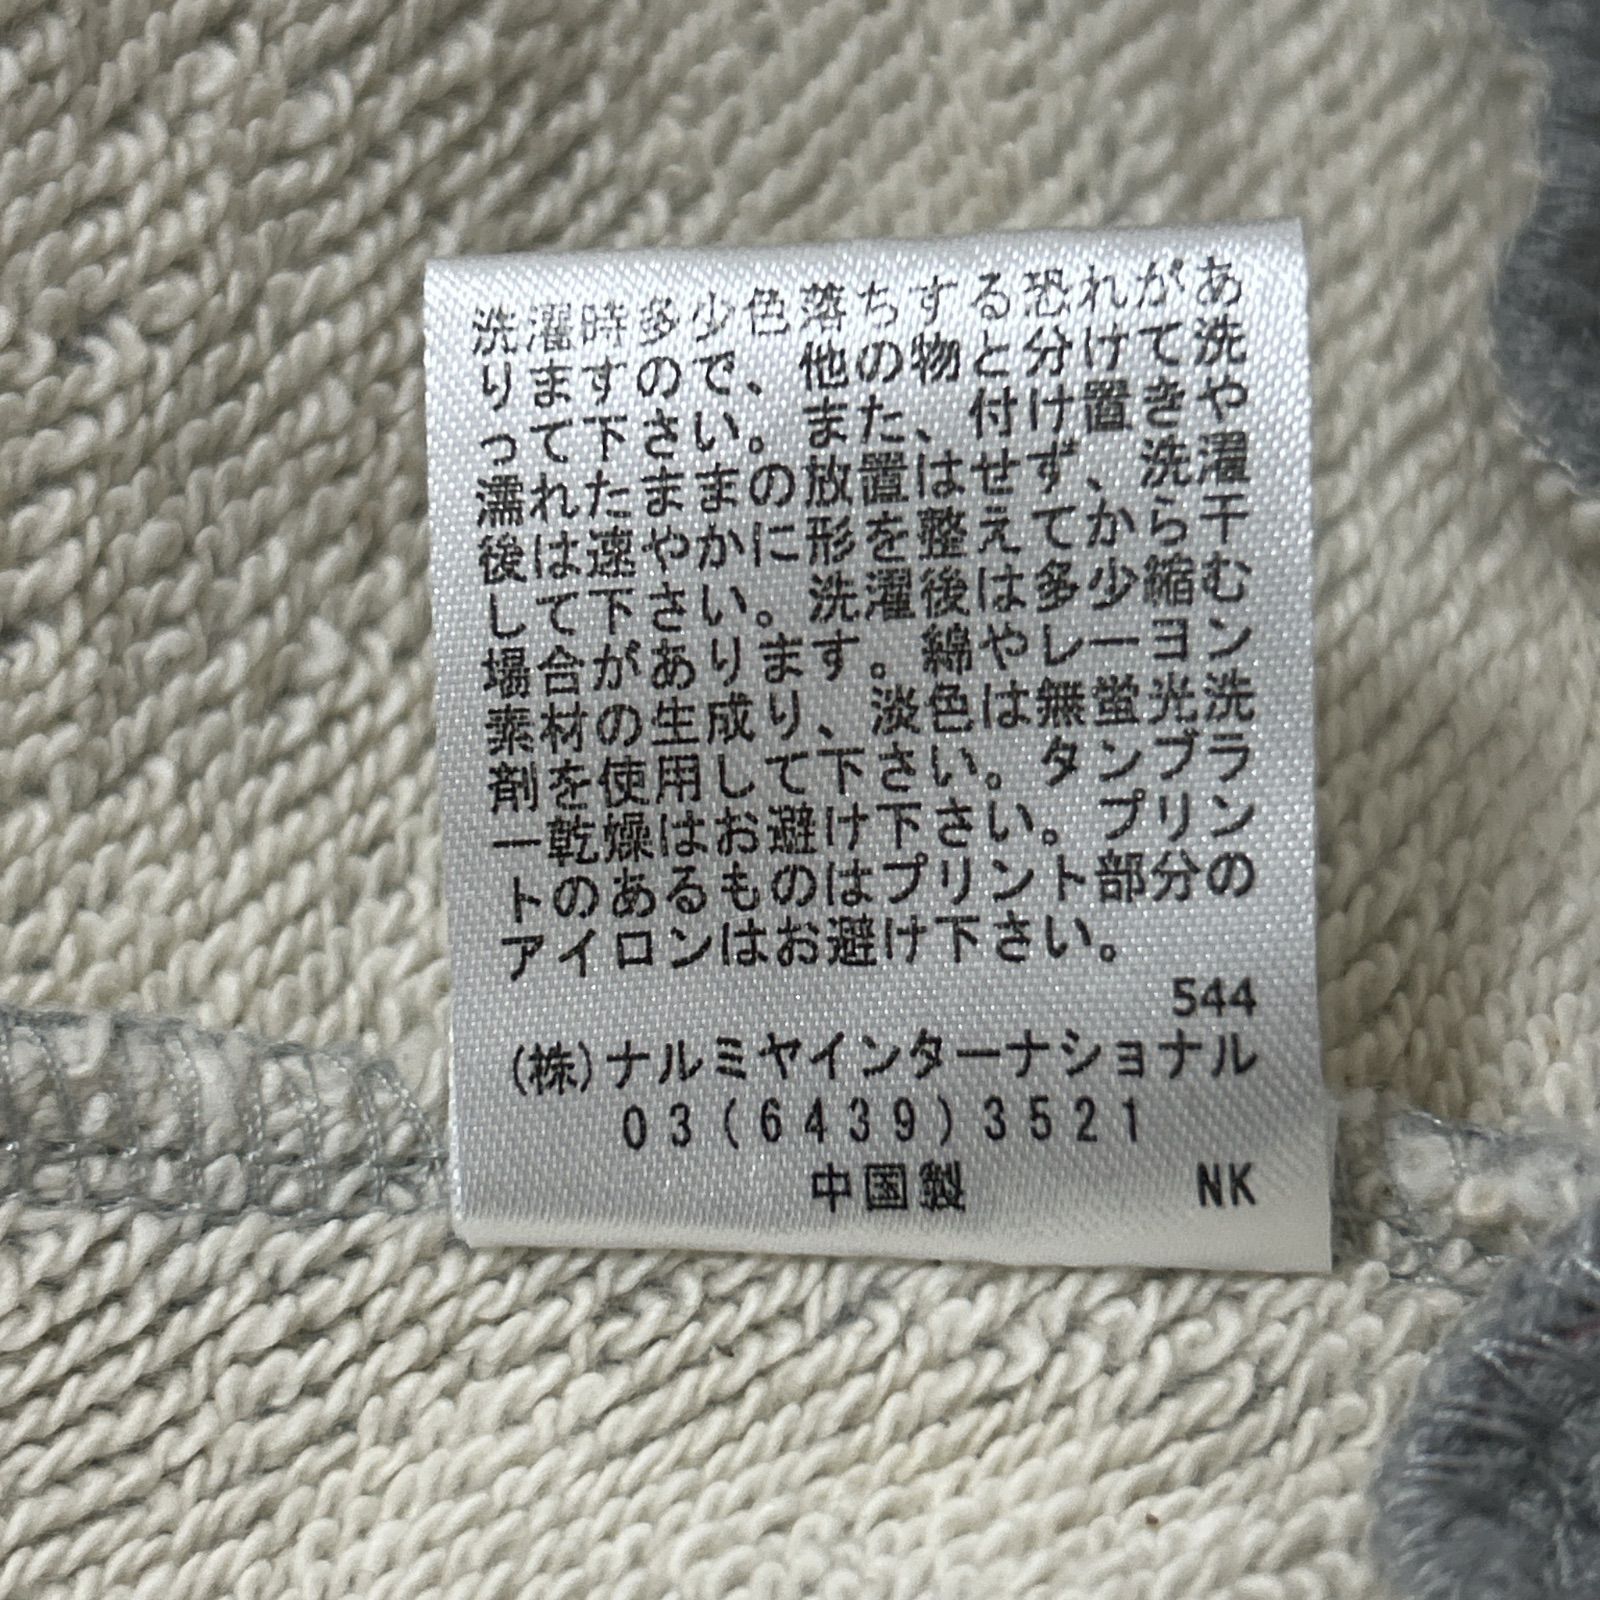 洗濯時多少色落ちする恐れがあ
りますので、他の物と分けて洗
って下さい。また、付け置きや
濡れたままの放置はせず、洗濯
後は速やかに形を整えてから干
して下さい。洗濯後は多少縮む
場合があります。綿やレーヨン
素材の生成り、淡色は無蛍光洗
剤を使用して下さい。タンブラ
ー乾燥はお避け下さい。プリン
トのあるものはプリント部分の
アイロンはお避け下さい。
544
(株)ナルミヤインターナショナル
03(6439)3521
中国製 NK